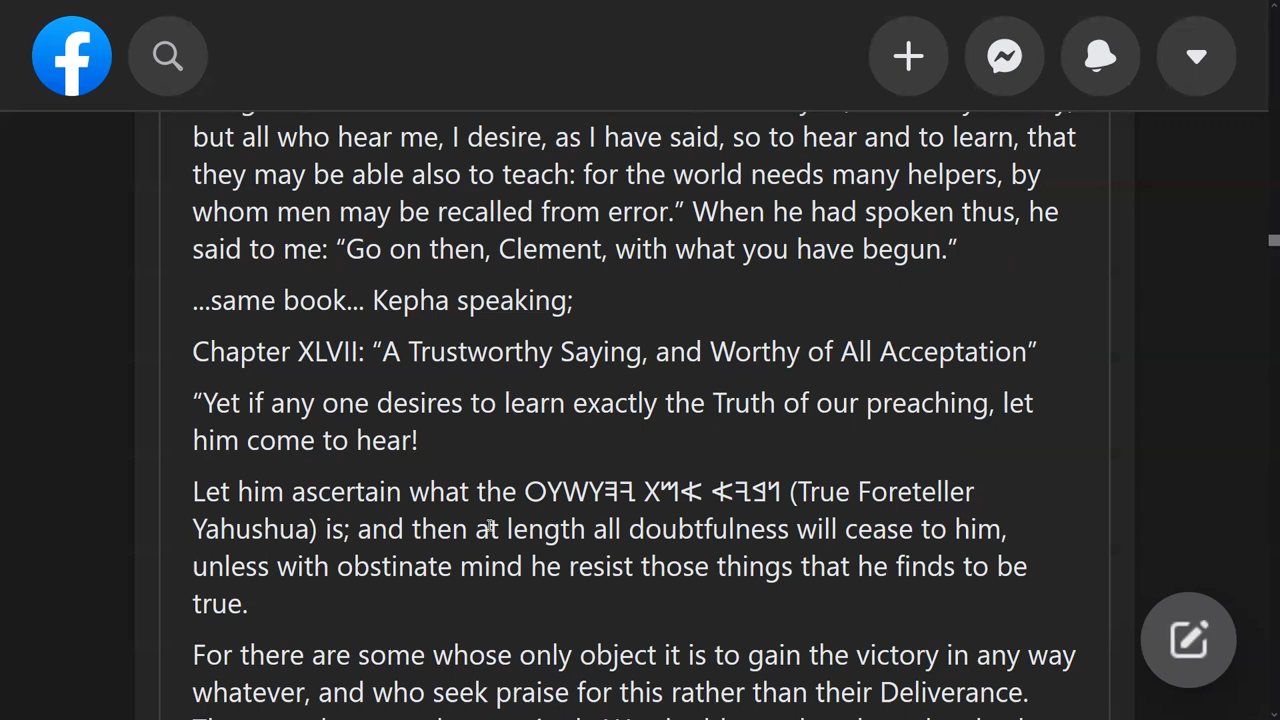 but all who hear me, I desire, as I have said, so to hear and to learn, that
they may be able also to teach: for the world needs many helpers, by
whom men may be recalled from error.” When he had spoken thus, he
said to me: “Go on then, Clement, with what you have begun.”
...same book... Kepha speaking;
Chapter XLVII: “A Trustworthy Saying, and Worthy of All Acceptation”
“Yet if any one desires to learn exactly the Truth of our preaching, let
him come to hear!
Let him ascertain what the 𐤉𐤄𐤅𐤔𐤅𐤏 𐤀𐤌𐤕 𐤍𐤁𐤉𐤀 (True Foreteller
Yahushua) is; and then at length all doubtfulness will cease to him,
unless with obstinate mind he resist those things that he finds to be
true.
For there are some whose only object it is to gain the victory in any way
whatever, and who seek praise for this rather than their Deliverance.